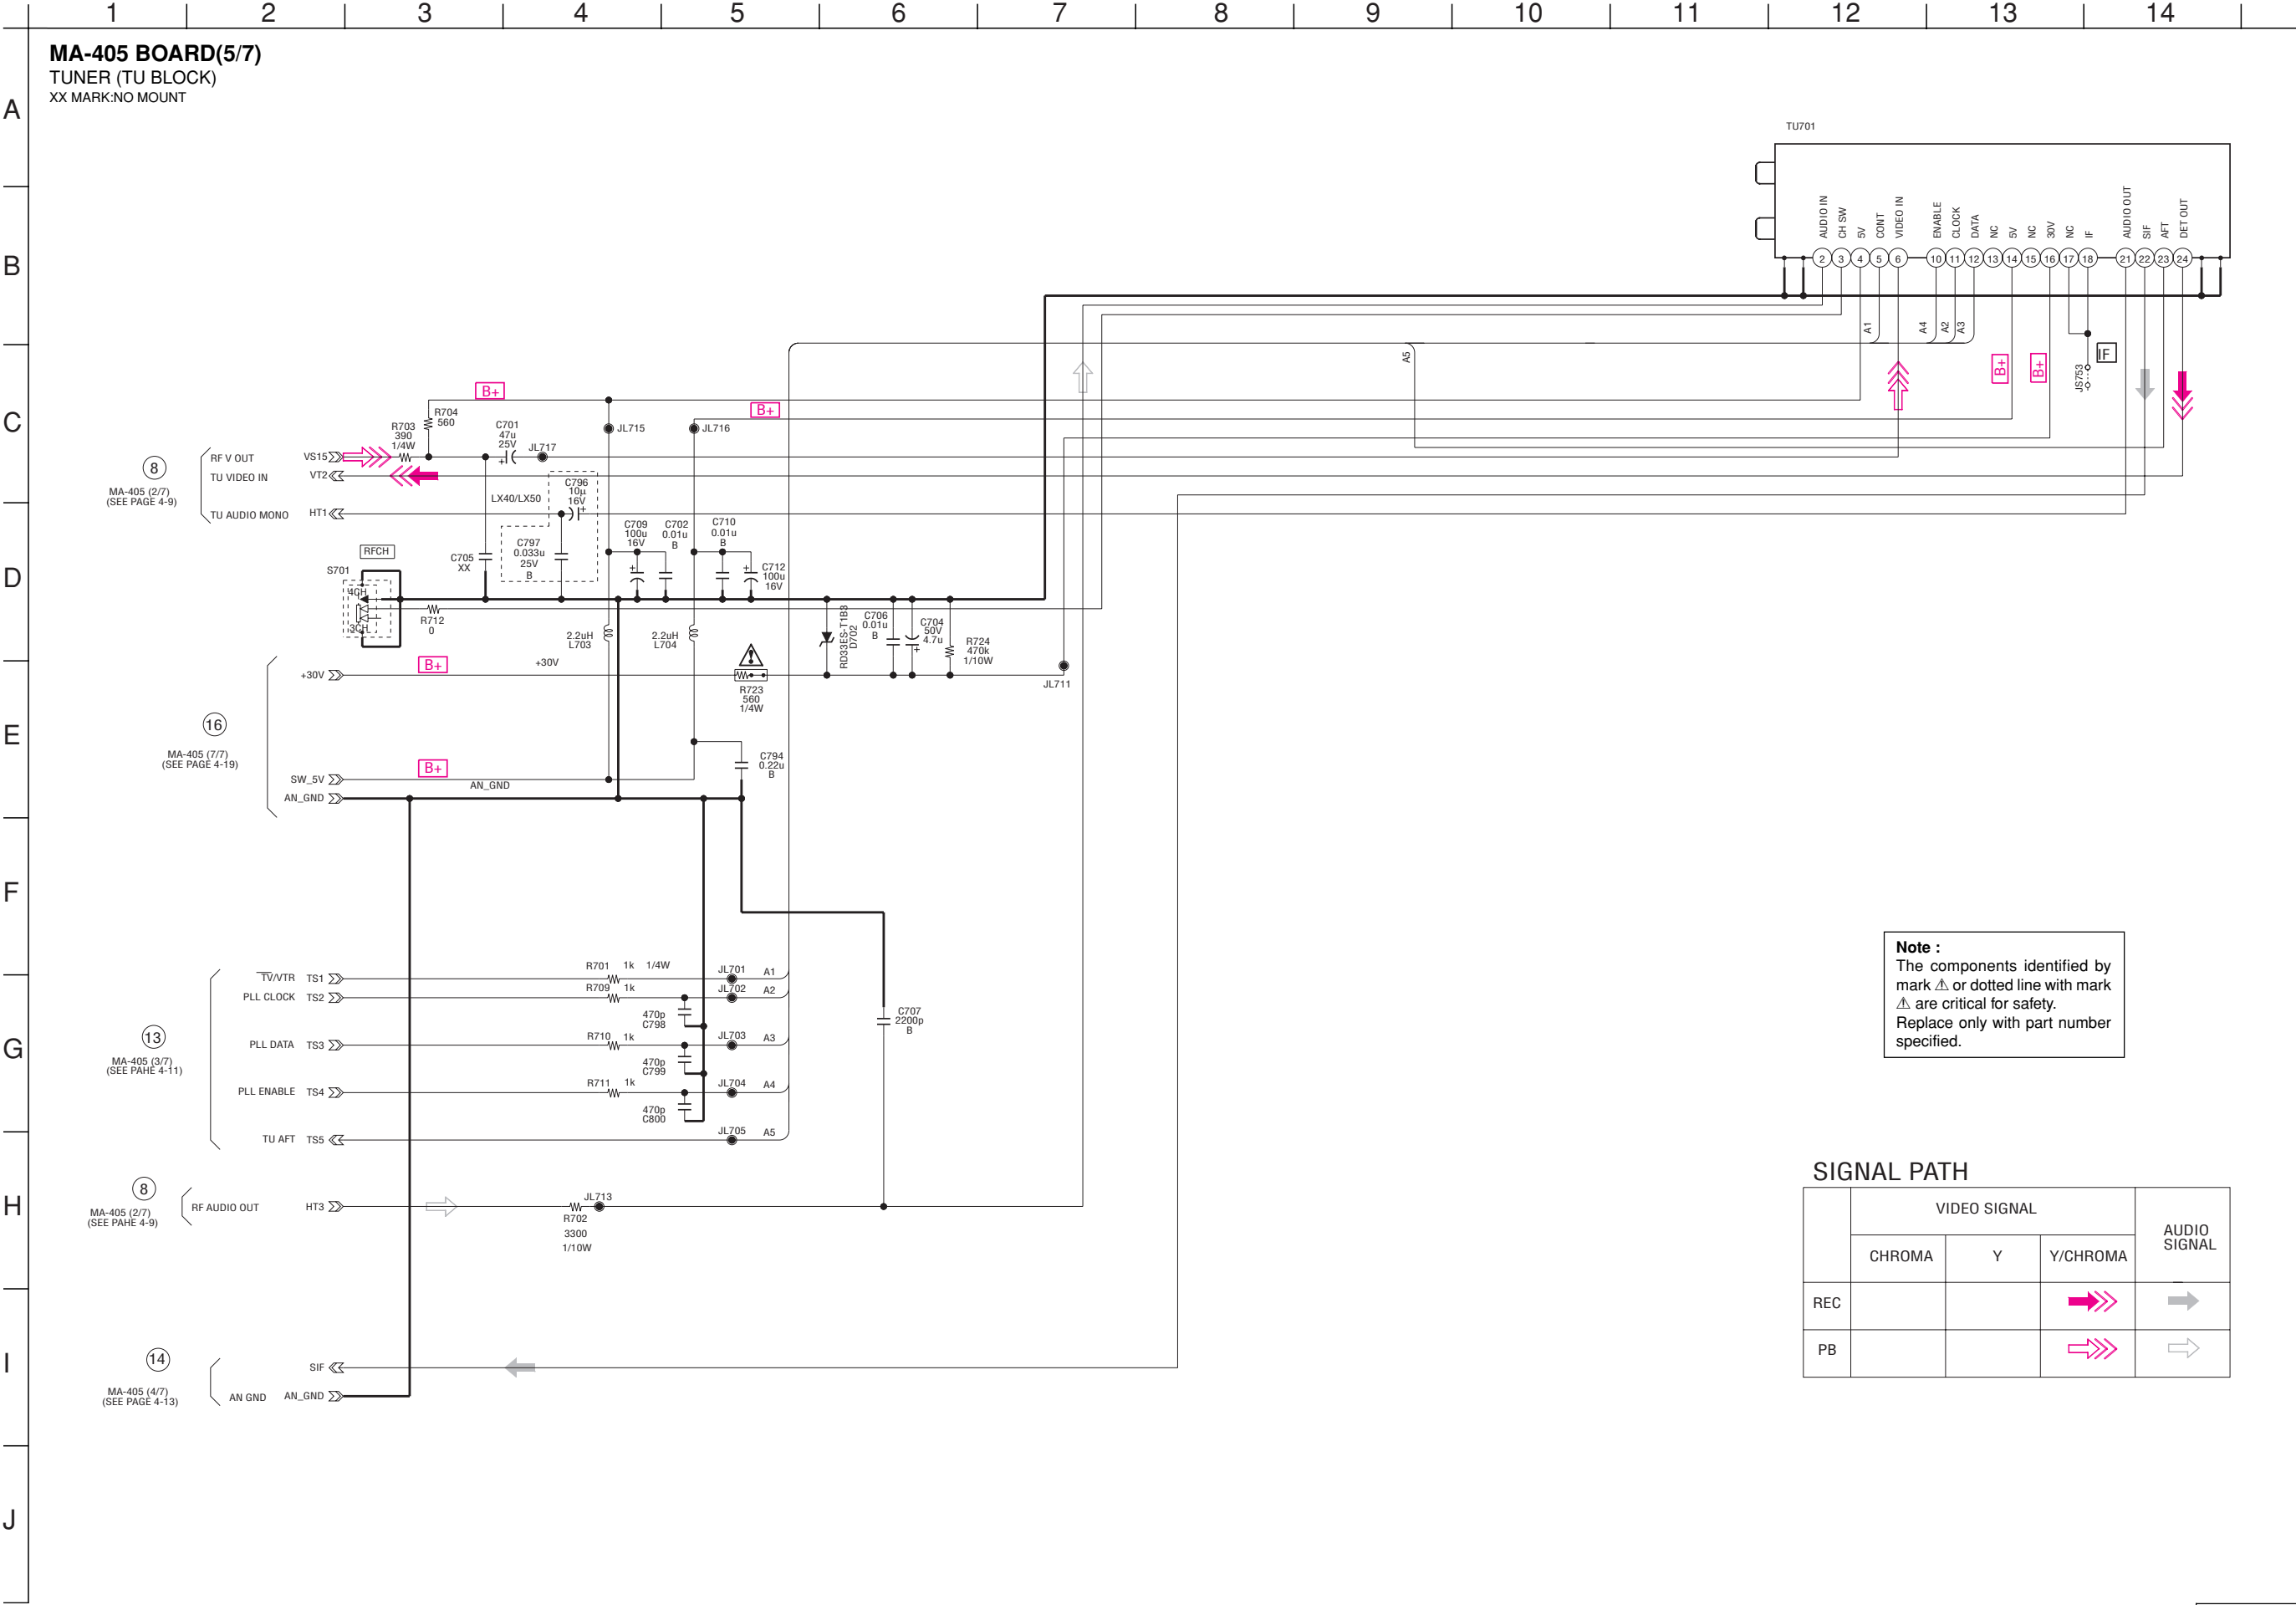 1 2 3 4 5 6 7 8 9 10 11 12 13 14
MA-405 BOARD(5/7)
TUNER (TU BLOCK)
XX MARK:NO MOUNT
A
B
C
D
E
F
G
H
I
J
TU701
AUDIO IN
CH SW
5V
CONT
VIDEO IN
ENABLE
CLOCK
DATA
NC
5V
NC
30V
NC
IF
AUDIO OUT
SIF
AFT
DET OUT
2 3 4 5 6 10 11 12 13 14 15 16 17 18 21 22 23 24
A1
A4
A2
A3
A5
B+
B+
IF
JS753
B+
B+
R704
560
R703
390
1/4W
C701
47u
25V
JL717
JL715
JL716
8
MA-405 (2/7)
(SEE PAGE 4-9)
RF V OUT VS15
TU VIDEO IN VT2
TU AUDIO MONO HT1
LX40/LX50
C796
10µ
16V
C797
0.033u
25V
B
C705
XX
C709
100u
16V
C702
0.01u
B
C710
0.01u
B
C712
100u
16V
RFCH
S701
4CH
3CH
R712
0
2.2uH
L703
2.2uH
L704
RD33ES-T1B3
D702
C706
0.01u
B
C704
50V
4.7u
R724
470k
1/10W
JL711
B+
+30V
+30V
R723
560
1/4W
16
MA-405 (7/7)
(SEE PAGE 4-19)
SW_5V
B+
AN_GND
AN_GND
C794
0.22u
B
13
MA-405 (3/7)
(SEE PAHE 4-11)
TV/VTR TS1
R701 1k 1/4W
JL701 A1
PLL CLOCK TS2
R709 1k
JL702 A2
470p
C798
PLL DATA TS3
R710 1k
JL703 A3
470p
C799
PLL ENABLE TS4
R711 1k
JL704 A4
470p
C800
TU AFT TS5
JL705 A5
C707
2200p
B
8
MA-405 (2/7)
(SEE PAHE 4-9)
RF AUDIO OUT HT3
JL713
R702
3300
1/10W
14
MA-405 (4/7)
(SEE PAGE 4-13)
SIF
AN GND AN_GND
Note :
The components identified by
mark ⚠ or dotted line with mark
⚠ are critical for safety.
Replace only with part number
specified.
SIGNAL PATH
VIDEO SIGNAL
AUDIO
SIGNAL
CHROMA Y Y/CHROMA
REC
PB